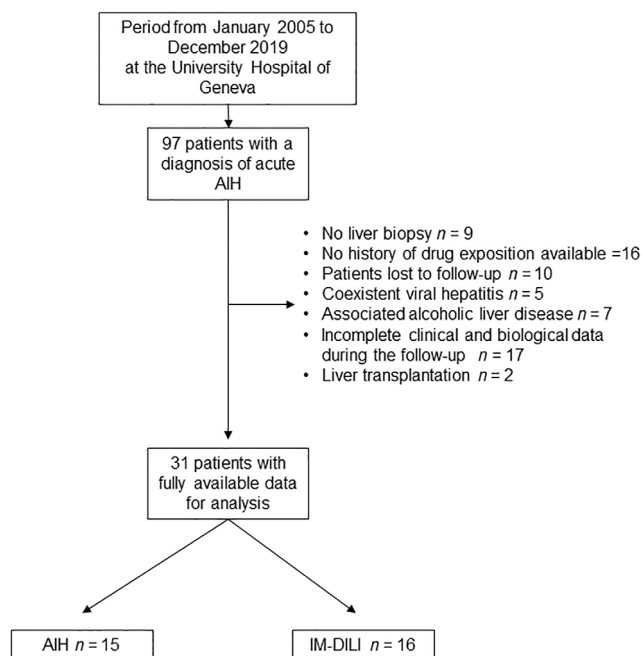 Period from January 2005 to
December 2019
at the University Hospital of
Geneva
97 patients with a
diagnosis of acute
AIH
• No liver biopsy n = 9
• No history of drug exposition available =16
• Patients lost to follow-up n = 10
• Coexistent viral hepatitis n = 5
• Associated alcoholic liver disease n = 7
• Incomplete clinical and biological data
during the follow-up n = 17
• Liver transplantation n = 2
31 patients with
fully available data
for analysis
AIH n = 15
IM-DILI n = 16